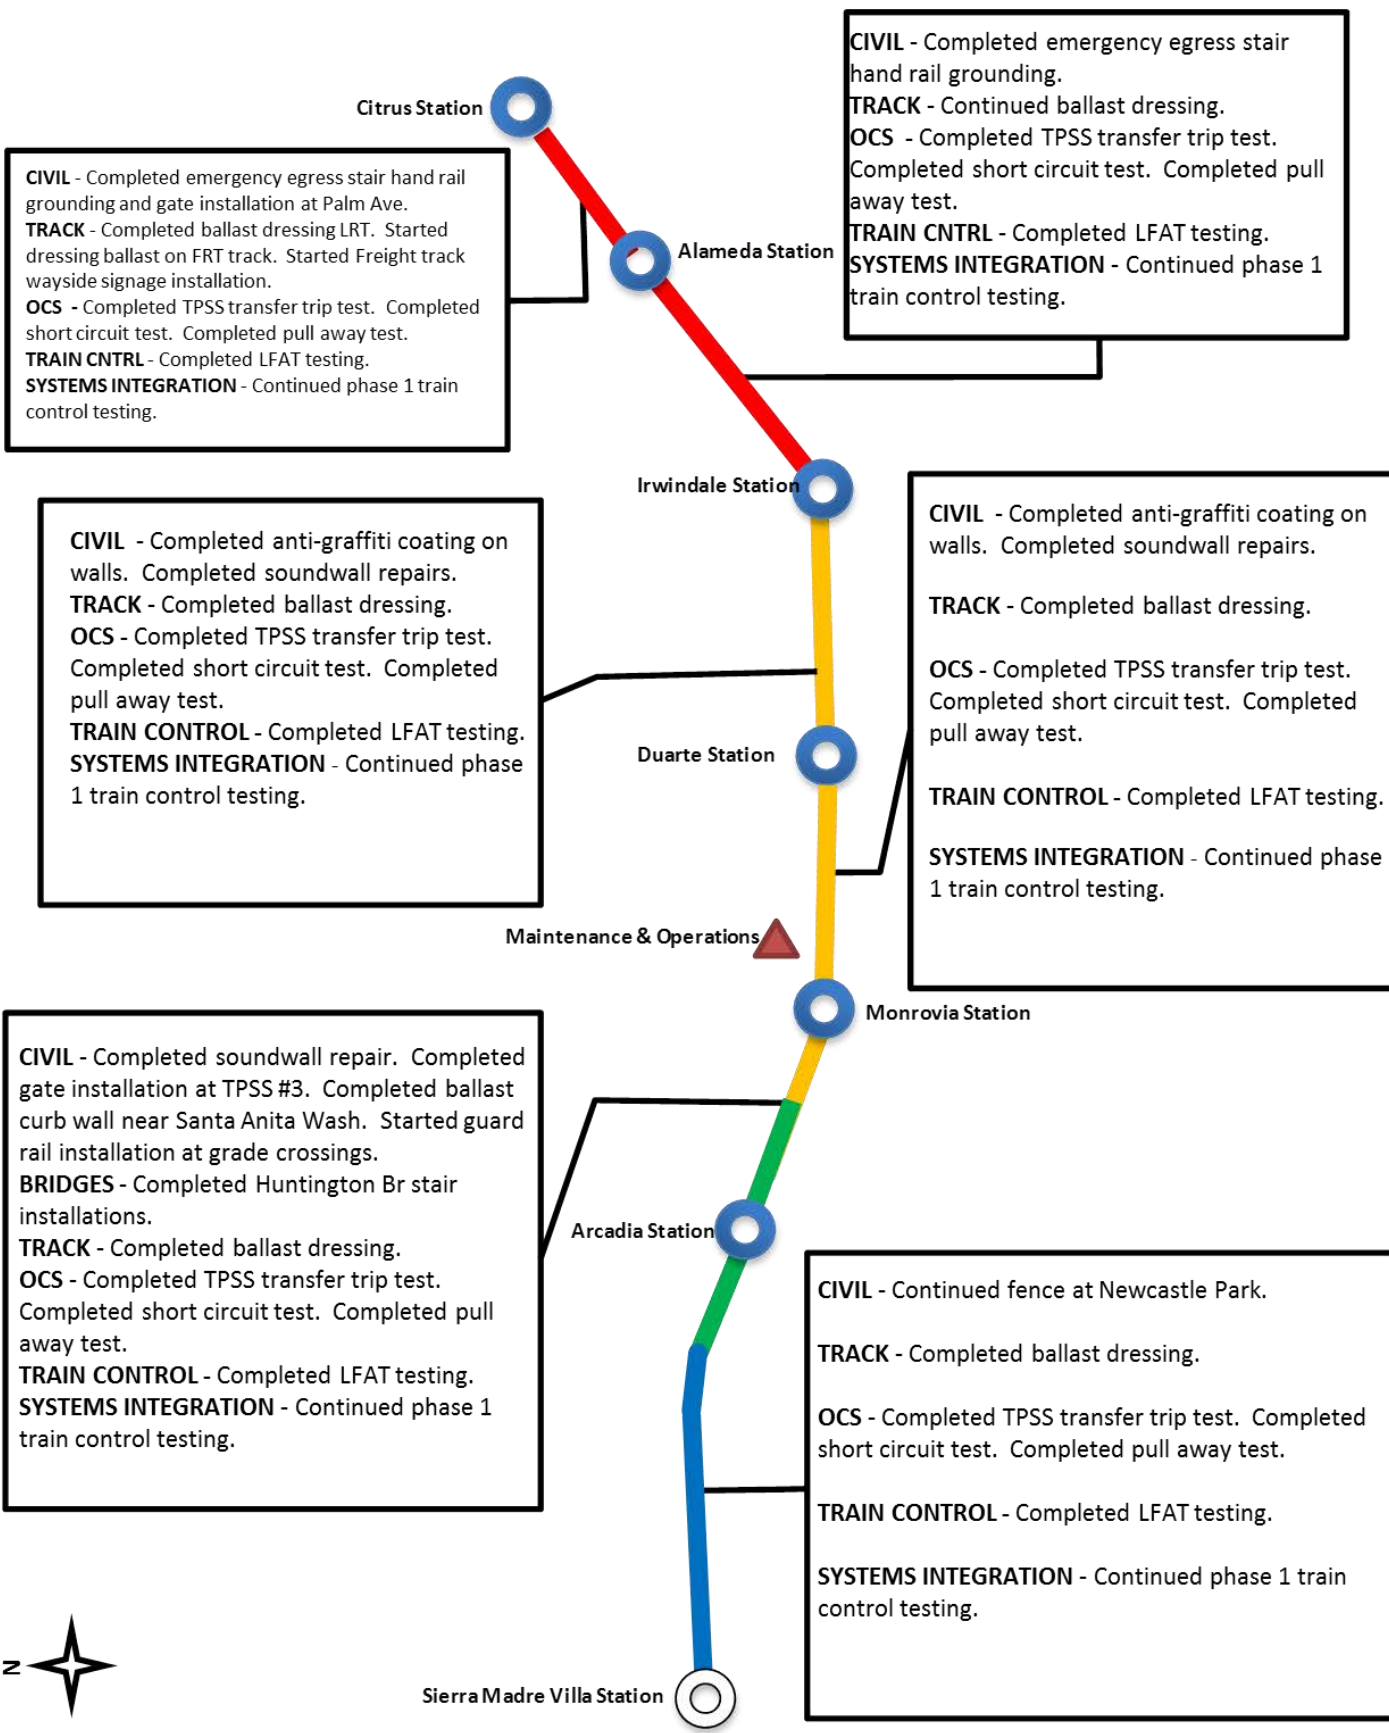 Citrus Station
CIVIL - Completed emergency egress stair
hand rail grounding.
TRACK - Continued ballast dressing.
OCS - Completed TPSS transfer trip test.
Completed short circuit test. Completed pull
away test.
TRAIN CNTRL - Completed LFAT testing.
SYSTEMS INTEGRATION - Continued phase 1
train control testing.
CIVIL - Completed emergency egress stair hand rail
grounding and gate installation at Palm Ave.
TRACK - Completed ballast dressing LRT. Started
dressing ballast on FRT track. Started Freight track
wayside signage installation.
OCS - Completed TPSS transfer trip test. Completed
short circuit test. Completed pull away test.
TRAIN CNTRL - Completed LFAT testing.
SYSTEMS INTEGRATION - Continued phase 1 train
control testing.
Alameda Station
Irwindale Station
CIVIL - Completed anti-graffiti coating on
walls. Completed soundwall repairs.
TRACK - Completed ballast dressing.
OCS - Completed TPSS transfer trip test.
Completed short circuit test. Completed
pull away test.
TRAIN CONTROL - Completed LFAT testing.
SYSTEMS INTEGRATION - Continued phase
1 train control testing.
CIVIL - Completed anti-graffiti coating on
walls. Completed soundwall repairs.
TRACK - Completed ballast dressing.
OCS - Completed TPSS transfer trip test.
Completed short circuit test. Completed
pull away test.
TRAIN CONTROL - Completed LFAT testing.
SYSTEMS INTEGRATION - Continued phase
1 train control testing.
Duarte Station
Maintenance & Operations
Monrovia Station
CIVIL - Completed soundwall repair. Completed
gate installation at TPSS #3. Completed ballast
curb wall near Santa Anita Wash. Started guard
rail installation at grade crossings.
BRIDGES - Completed Huntington Br stair
installations.
TRACK - Completed ballast dressing.
OCS - Completed TPSS transfer trip test.
Completed short circuit test. Completed pull
away test.
TRAIN CONTROL - Completed LFAT testing.
SYSTEMS INTEGRATION - Continued phase 1
train control testing.
Arcadia Station
CIVIL - Continued fence at Newcastle Park.
TRACK - Completed ballast dressing.
OCS - Completed TPSS transfer trip test. Completed
short circuit test. Completed pull away test.
TRAIN CONTROL - Completed LFAT testing.
SYSTEMS INTEGRATION - Continued phase 1 train
control testing.
N
Sierra Madre Villa Station